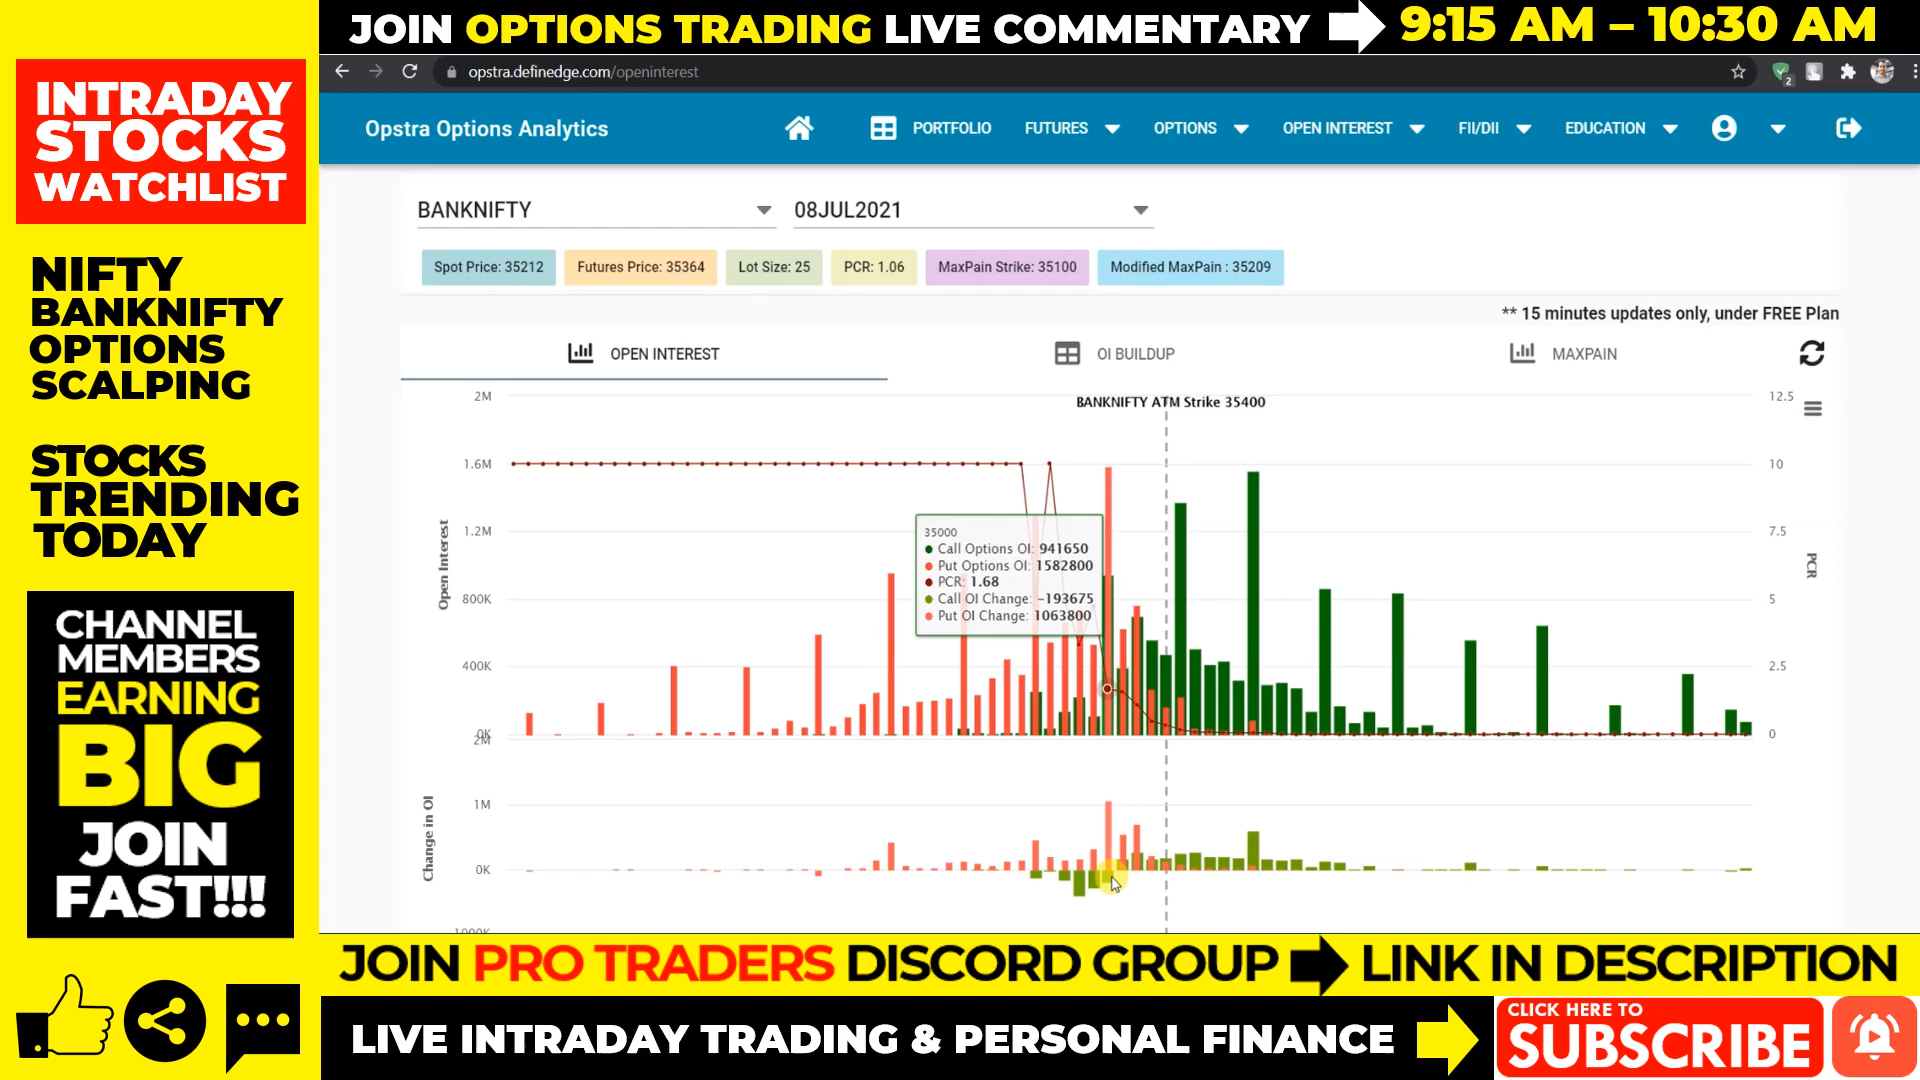 JOIN OPTIONS TRADING LIVE COMMENTARY
9:15 AM – 10:30 AM
INTRADAY
STOCKS
WATCHLIST
NIFTY
BANKNIFTY
OPTIONS
SCALPING
STOCKS
TRENDING
TODAY
CHANNEL
MEMBERS
EARNING
BIG
JOIN
FAST!!!
opstra.definedge.com/openinterest
2
Opstra Options Analytics
PORTFOLIO
FUTURES
OPTIONS
OPEN INTEREST
FII/DII
EDUCATION
BANKNIFTY
08JUL2021
Spot Price: 35212
Futures Price: 35364
Lot Size: 25
PCR: 1.06
MaxPain Strike: 35100
Modified MaxPain : 35209
** 15 minutes updates only, under FREE Plan
OPEN INTEREST
OI BUILDUP
MAXPAIN
BANKNIFTY ATM Strike 35400
2M
1.6M
1.2M
800K
400K
0K
Open Interest
12.5
10
7.5
5
2.5
0
PCR
35000
Call Options OI: 941650
Put Options OI: 1582800
PCR: 1.68
Call OI Change: −193675
Put OI Change: 1063800
2M
1M
0K
1000K
Change in OI
JOIN PRO TRADERS DISCORD GROUP
LINK IN DESCRIPTION
LIVE INTRADAY TRADING & PERSONAL FINANCE
CLICK HERE TO
SUBSCRIBE